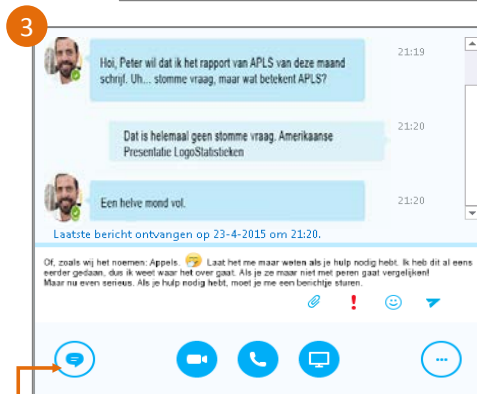 3
Hoi, Peter wil dat ik het rapport van APLS van deze maand
schrijf. Uh... stomme vraag, maar wat betekent APLS?
21:19
Dat is helemaal geen stomme vraag. Amerikaanse
Presentatie LogoStatistieken
21:20
Een helve mond vol.
21:20
Laatste bericht ontvangen op 23-4-2015 om 21:20.
Of, zoals wij het noemen: Appels. Laat het me maar weten als je hulp nodig hebt. Ik heb dit al eens
eerder gedaan, dus ik weet waar het over gaat. Als je ze maar niet met peren gaat vergelijken!
Maar nu even serieus. Als je hulp nodig hebt, moet je me een berichtje sturen.